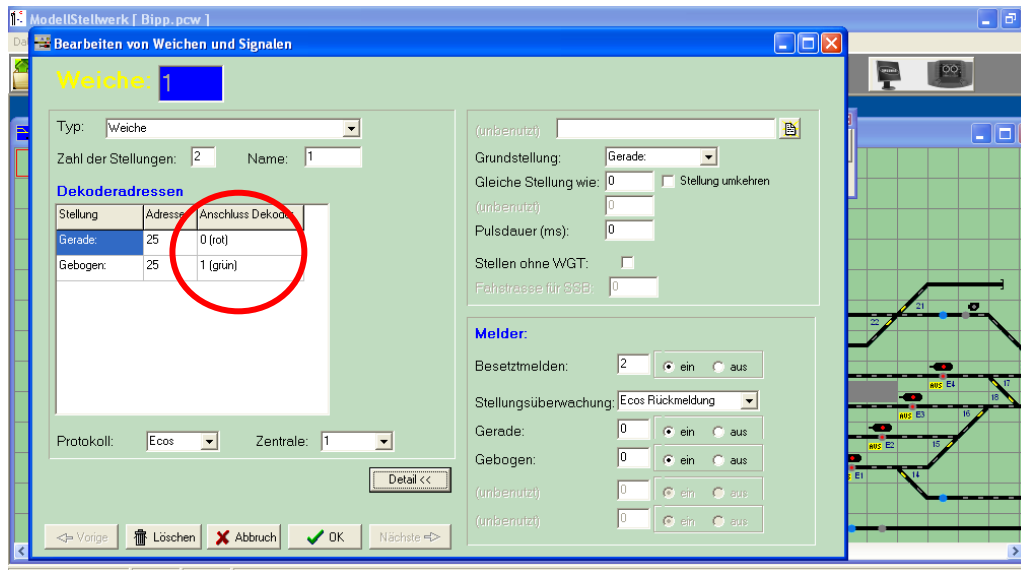 ModellStellwerk [ Bipp.pcw ]
Da
Bearbeiten von Weichen und Signalen
Weiche: 1
Typ: Weiche
Zahl der Stellungen: 2 Name: 1
Dekoderadressen
Stellung Adresse Anschluss Dekoder
Gerade: 25 0 (rot)
Gebogen: 25 1 (grün)
Protokoll: Ecos Zentrale: 1
Detail <<
Vorige Löschen Abbruch OK Nächste
(unbenutzt)
Grundstellung: Gerade:
Gleiche Stellung wie: 0 Stellung umkehren
(unbenutzt) 0
Pulsdauer (ms): 0
Stellen ohne WGT:
Fahstrasse für SSB: 0
Melder:
Besetztmelden: 2 ein aus
Stellungsüberwachung: Ecos Rückmeldung
Gerade: 0 ein aus
Gebogen: 0 ein aus
(unbenutzt) 0 ein aus
(unbenutzt) 0 ein aus
21
22
AUS E4 17
18
AUS E3 16
AUS E2 15
E1 14